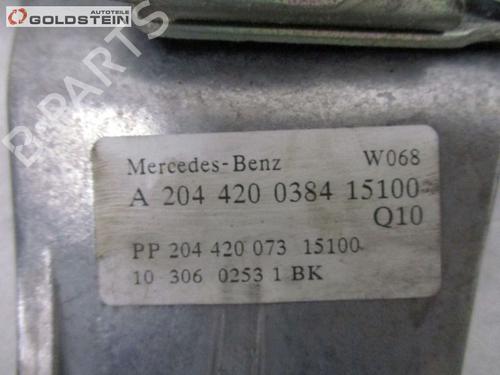 Autoteile
GOLDSTEIN
B-PARTS
Mercedes-Benz W068
A 204 420 0384 15100
Q10
PP 204 420 073 15100
10 306 0253 1 BK